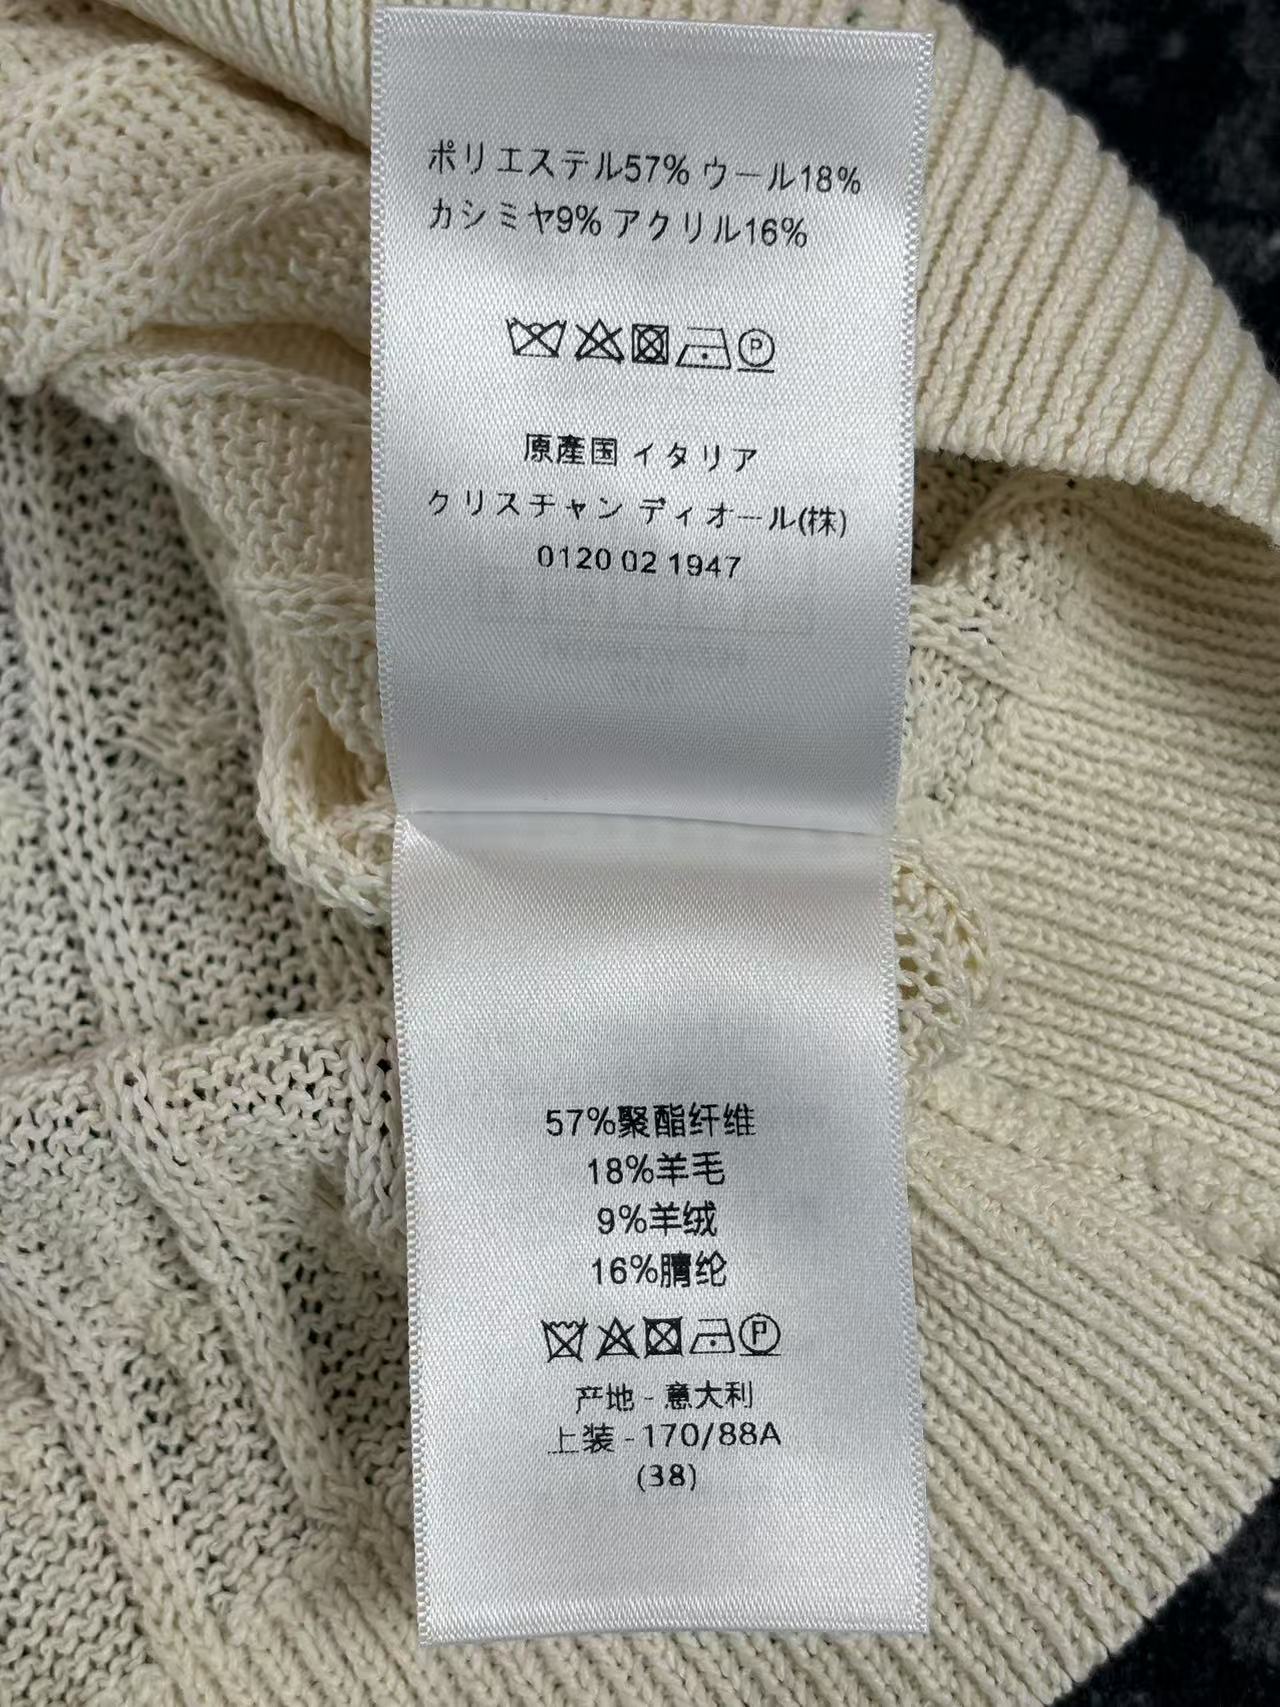 ポリエステル57% ウール18%
カシミヤ9% アクリル16%
P
原産国 イタリア
クリスチャン ディオール(株)
0120 02 1947
57%聚酯纤维
18%羊毛
9%羊绒
16%腈纶
P
产地 - 意大利
上装 - 170/88A
(38)